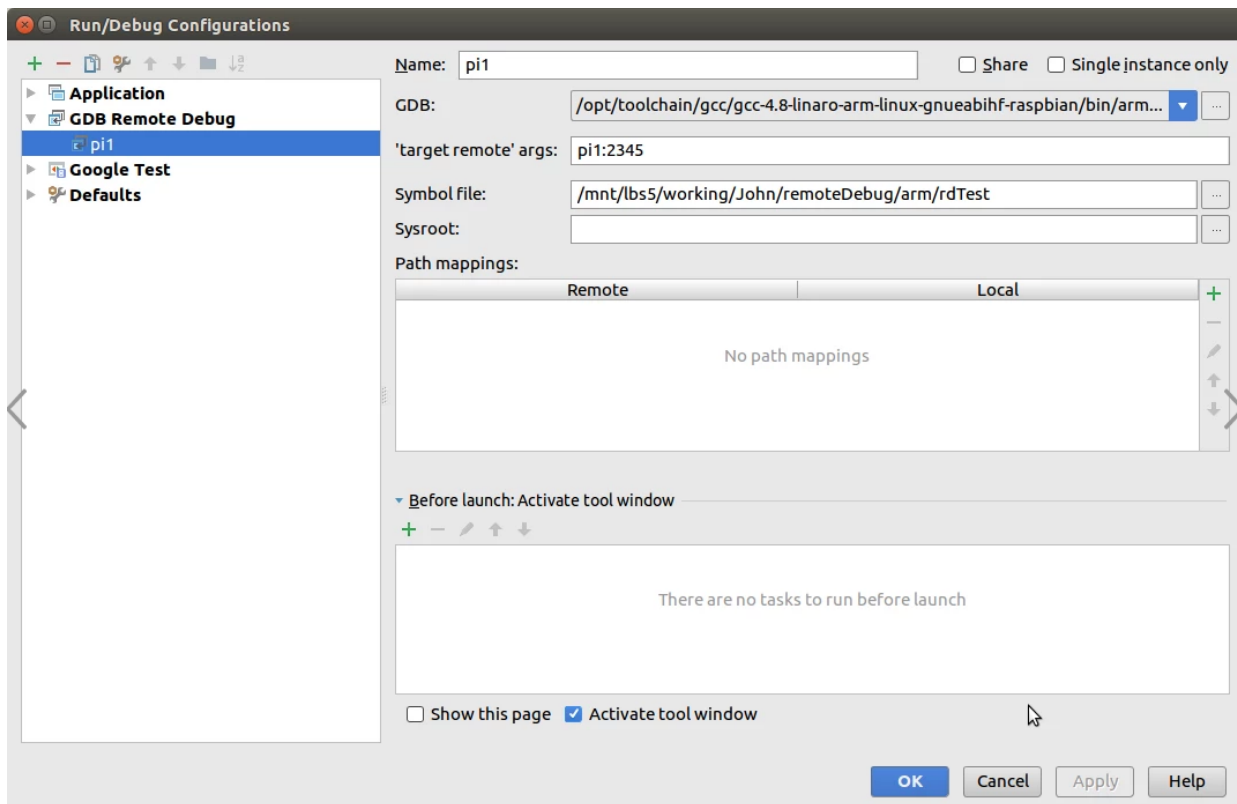 Run/Debug Configurations
Name: pi1 Share Single instance only
Application
GDB Remote Debug
pi1
Google Test
Defaults
GDB: /opt/toolchain/gcc/gcc-4.8-linaro-arm-linux-gnueabihf-raspbian/bin/arm... ...
'target remote' args: pi1:2345
Symbol file: /mnt/lbs5/working/John/remoteDebug/arm/rdTest ...
Sysroot: ...
Path mappings:
Remote Local
No path mappings
Before launch: Activate tool window
There are no tasks to run before launch
Show this page Activate tool window
OK Cancel Apply Help